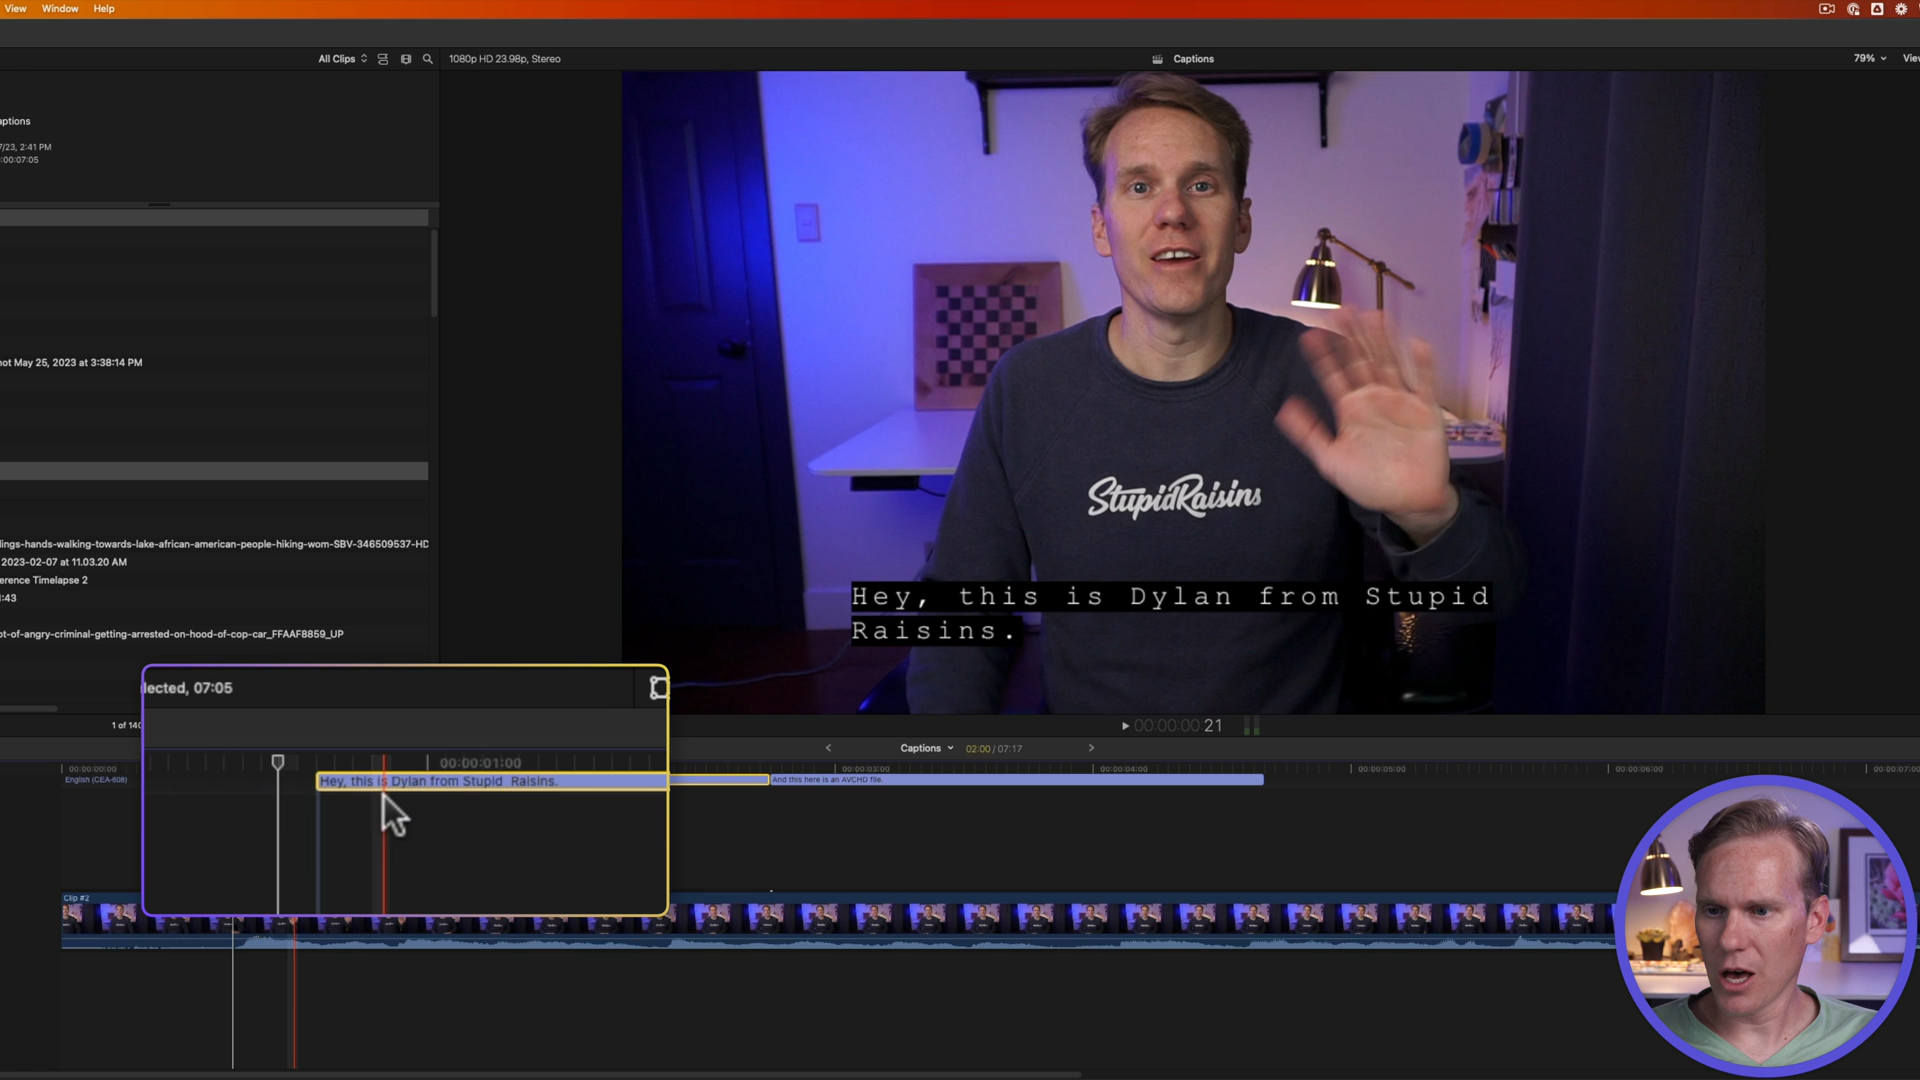 View Window Help
All Clips
1080p HD 23.98p, Stereo
Captions
79%
View
aptions
7/23, 2:41 PM
:00:07:05
not May 25, 2023 at 3:38:14 PM
lings-hands-walking-towards-lake-african-american-people-hiking-wom-SBV-346509537-HD
2023-02-07 at 11.03.20 AM
erence Timelapse 2
1:43
ot-of-angry-criminal-getting-arrested-on-hood-of-cop-car_FFAAF8859_UP
StupidRaisins
Hey, this is Dylan from Stupid
Raisins.
lected, 07:05
1 of 140
00:00:00:21
Captions
02:00 / 07:17
00:00:01:00
Hey, this is Dylan from Stupid Raisins.
00:00:00:00
00:00:03:00
00:00:04:00
00:00:05:00
00:00:06:00
00:00:07:00
English (CEA-608)
And this here is an AVCHD file.
Clip #2